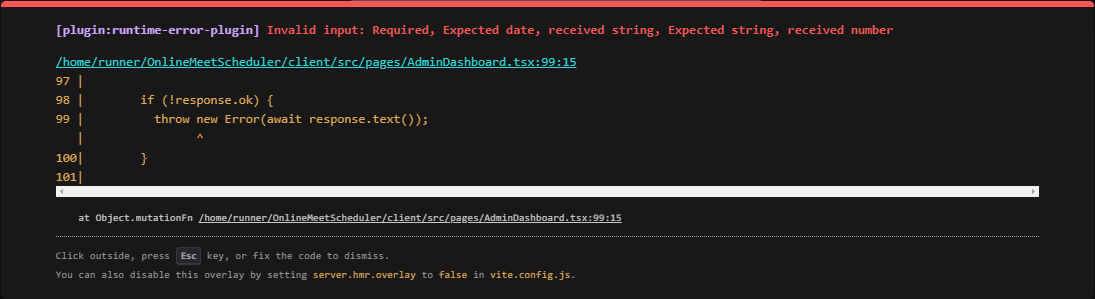 [plugin:runtime-error-plugin] Invalid input: Required, Expected date, received string, Expected string, received number
/home/runner/OnlineMeetScheduler/client/src/pages/AdminDashboard.tsx:99:15
97 |
98 |        if (!response.ok) {
99 |          throw new Error(await response.text());
   |                ^
100|        }
101|
at Object.mutationFn /home/runner/OnlineMeetScheduler/client/src/pages/AdminDashboard.tsx:99:15
Click outside, press Esc key, or fix the code to dismiss.
You can also disable this overlay by setting server.hmr.overlay to false in vite.config.js.